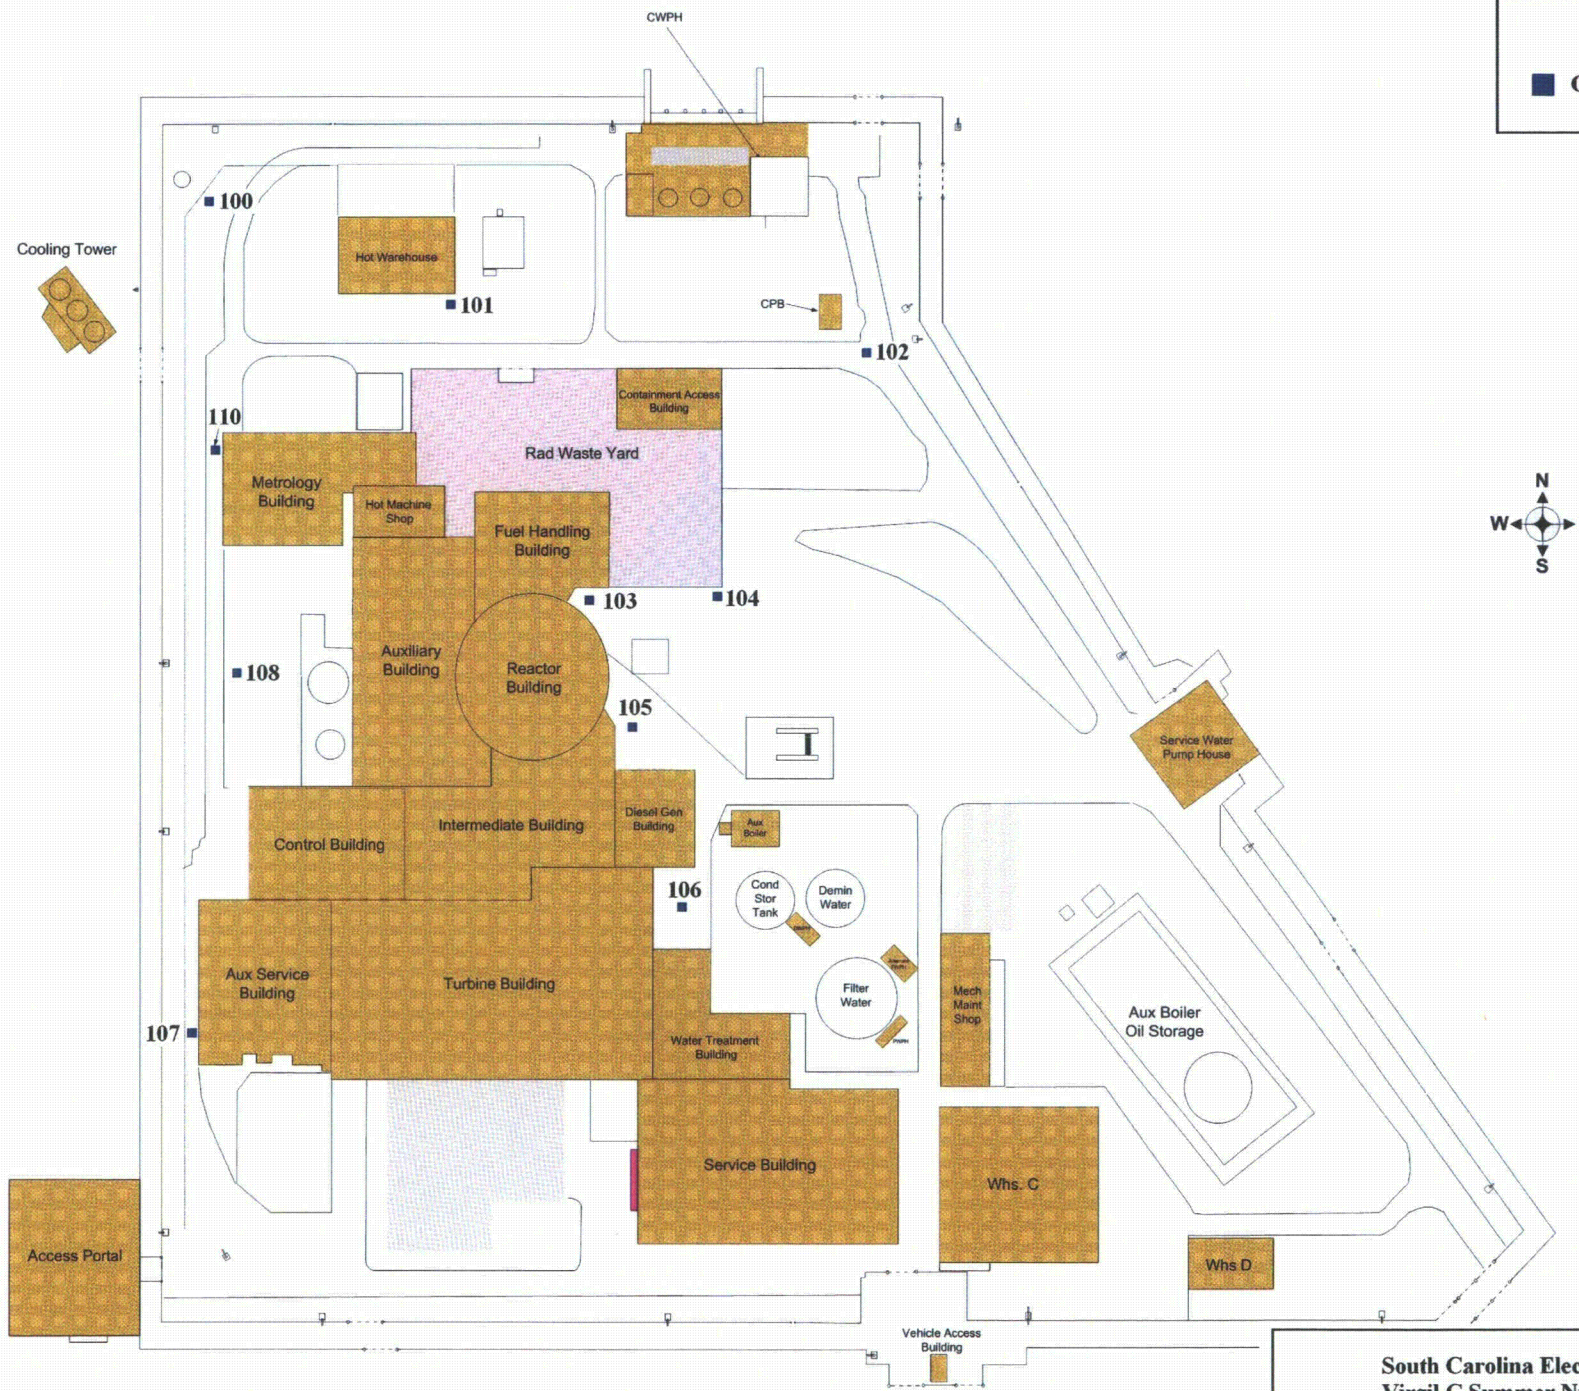 CWPH
C
100
Cooling Tower
Hot Warehouse
101
CPB
102
Containment Access
Building
110
Rad Waste Yard
Metrology
Building
Hot Machine
Shop
Fuel Handling
Building
N
W
S
103
104
Auxiliary
Building
Reactor
Building
108
105
Service Water
Pump House
Control Building
Intermediate Building
Diesel Gen
Building
Aux
Boiler
106
Cond
Stor
Tank
Demin
Water
Aux Service
Building
Turbine Building
Filter
Water
Mech
Maint
Shop
Aux Boiler
Oil Storage
107
Water Treatment
Building
Service Building
Whs. C
Access Portal
Whs D
Vehicle Access
Building
South Carolina Elec
Virgil C Summer N